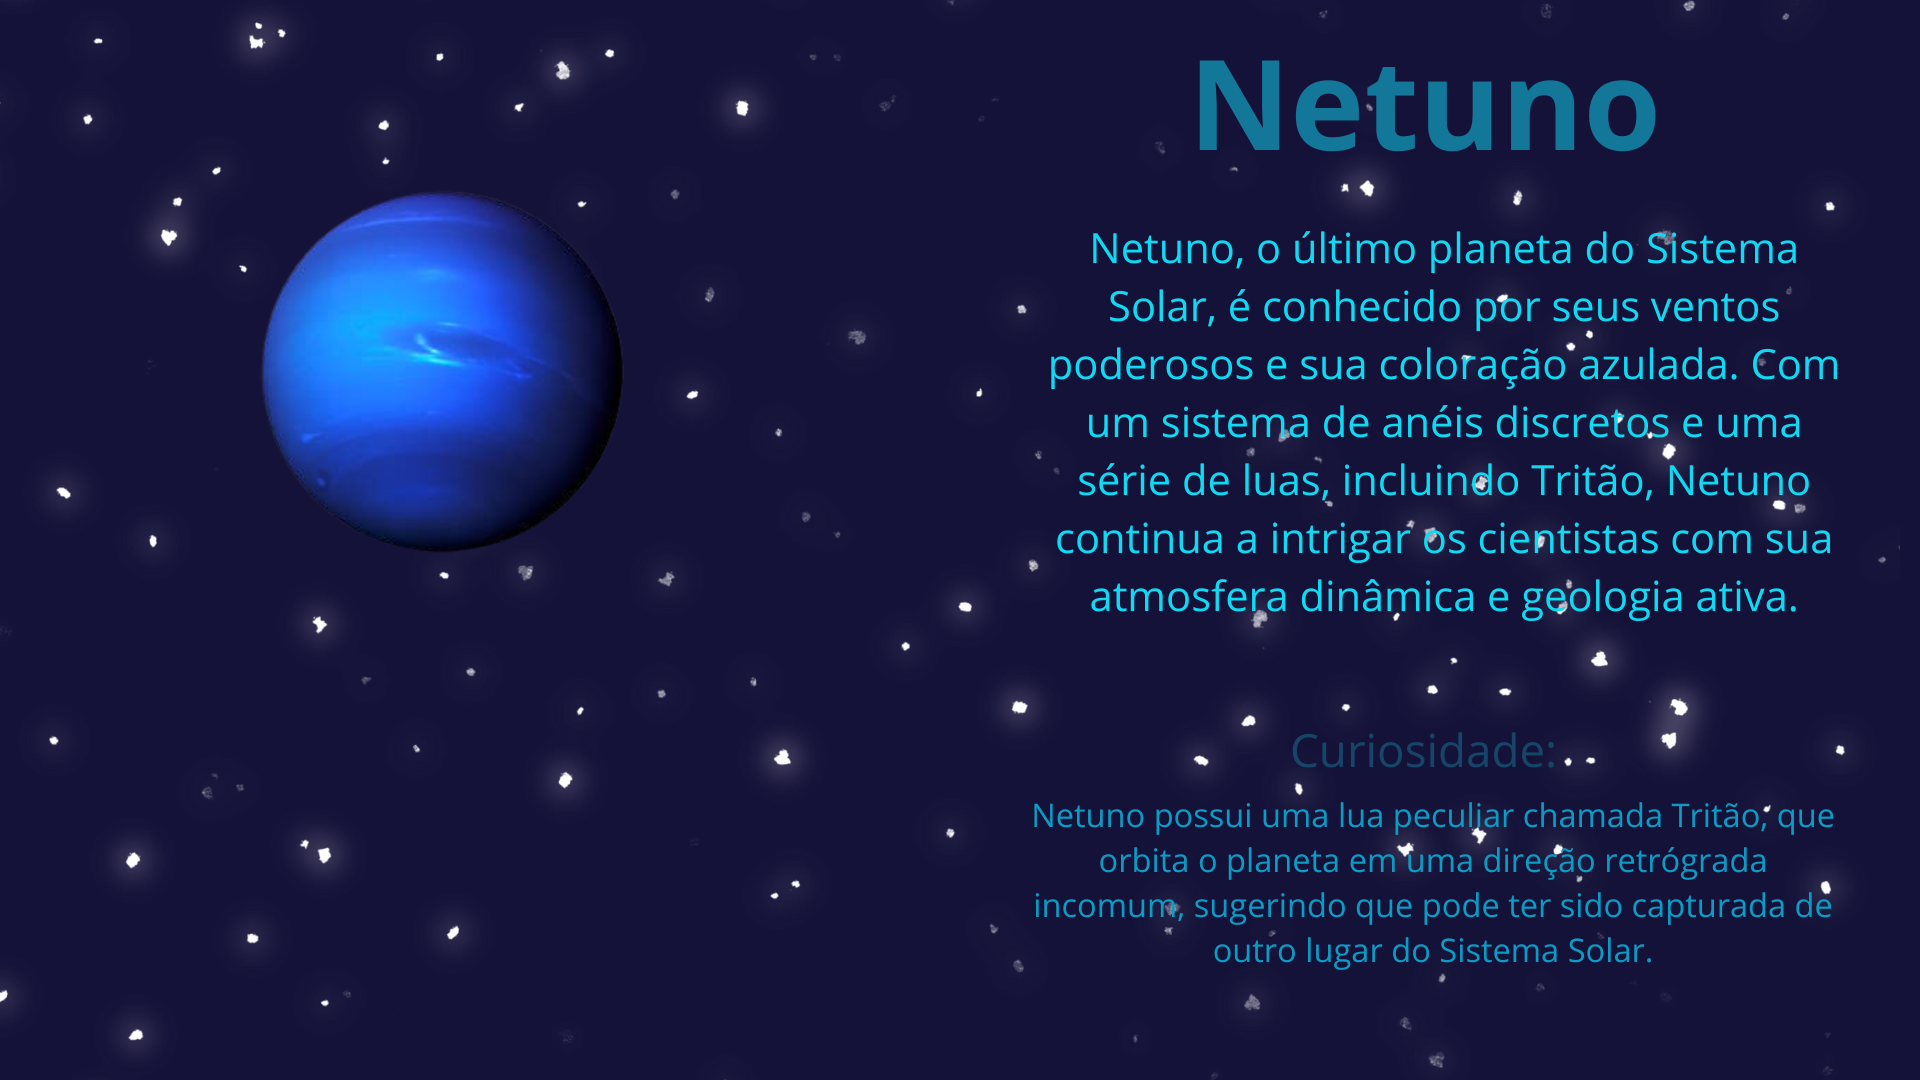 Netuno
Netuno, o último planeta do Sistema
Solar, é conhecido por seus ventos
poderosos e sua coloração azulada. Com
um sistema de anéis discretos e uma
série de luas, incluindo Tritão, Netuno
continua a intrigar os cientistas com sua
atmosfera dinâmica e geologia ativa.
Curiosidade:
Netuno possui uma lua peculiar chamada Tritão, que
orbita o planeta em uma direção retrógrada
incomum, sugerindo que pode ter sido capturada de
outro lugar do Sistema Solar.